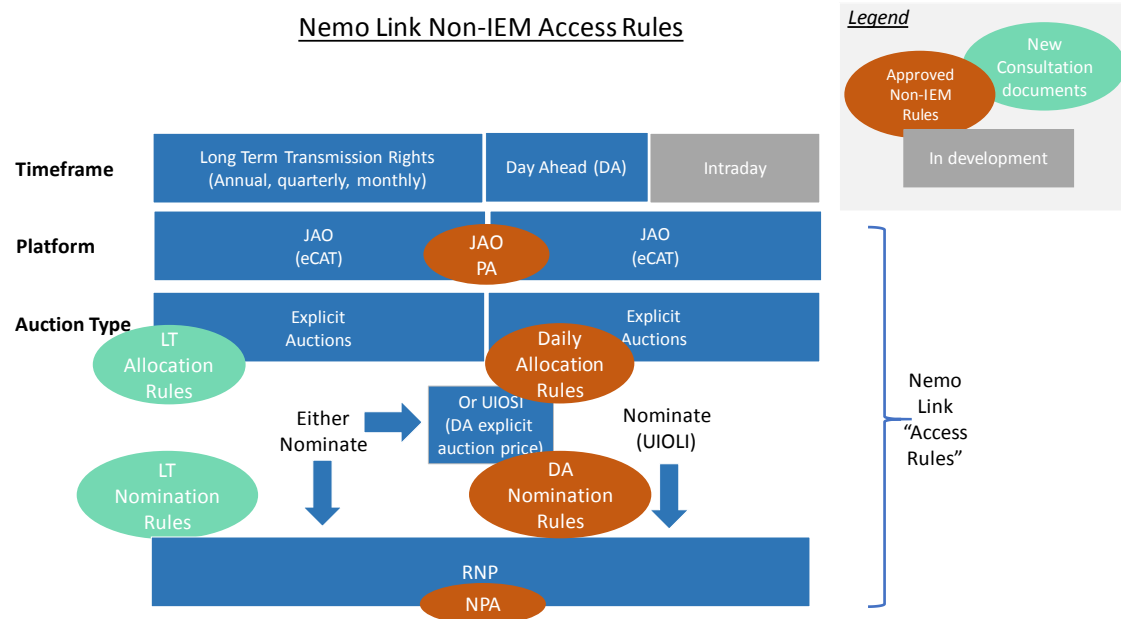 Nemo Link Non-IEM Access Rules
Legend
New
Consultation
documents
Approved
Non-IEM
Rules
In development
Timeframe
Long Term Transmission Rights
(Annual, quarterly, monthly)
Day Ahead (DA)
Intraday
Platform
JAO
(eCAT)
JAO
PA
JAO
(eCAT)
Auction Type
Explicit
Auctions
Explicit
Auctions
LT
Allocation
Rules
Daily
Allocation
Rules
Either
Nominate
Or UIOSI
(DA explicit
auction price)
Nominate
(UIOLI)
LT
Nomination
Rules
DA
Nomination
Rules
RNP
NPA
Nemo
Link
“Access
Rules”